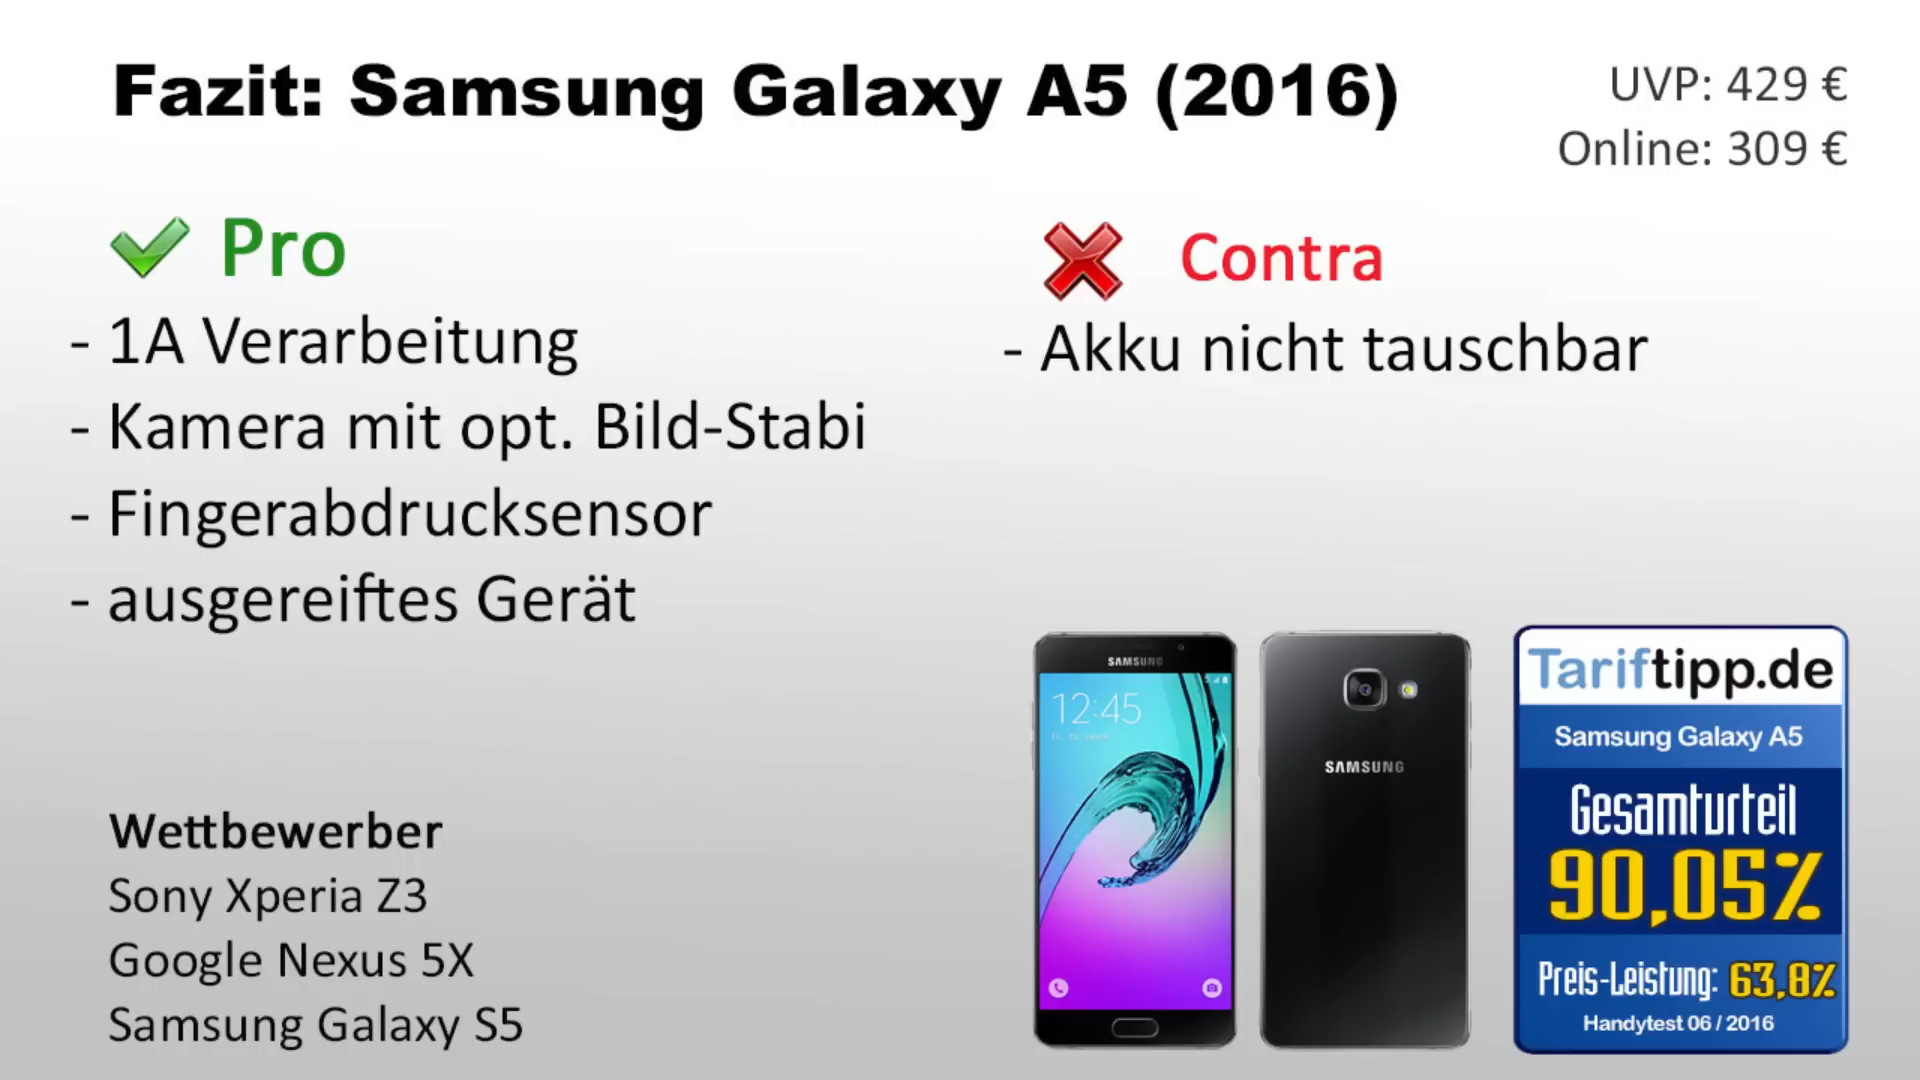 Fazit: Samsung Galaxy A5 (2016)
UVP: 429 €
Online: 309 €
Pro
- 1A Verarbeitung
- Kamera mit opt. Bild-Stabi
- Fingerabdrucksensor
- ausgereiftes Gerät
Contra
- Akku nicht tauschbar
Wettbewerber
Sony Xperia Z3
Google Nexus 5X
Samsung Galaxy S5
SAMSUNG
12:45
SAMSUNG
Tariftipp.de
Samsung Galaxy A5
Gesamturteil
90,05%
Preis-Leistung: 63,8%
Handytest 06 / 2016